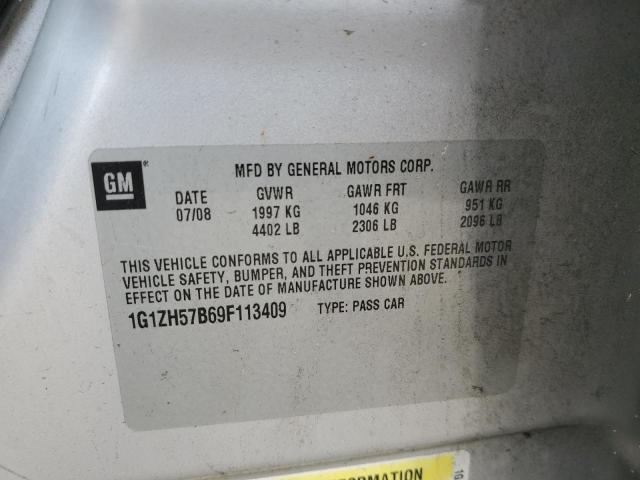 GM
MFD BY GENERAL MOTORS CORP.
DATE GVWR GAWR FRT GAWR RR
07/08 1997 KG 1046 KG 951 KG
4402 LB 2306 LB 2096 LB
THIS VEHICLE CONFORMS TO ALL APPLICABLE U.S. FEDERAL MOTOR
VEHICLE SAFETY, BUMPER, AND THEFT PREVENTION STANDARDS IN
EFFECT ON THE DATE OF MANUFACTURE SHOWN ABOVE.
1G1ZH57B69F113409 TYPE: PASS CAR